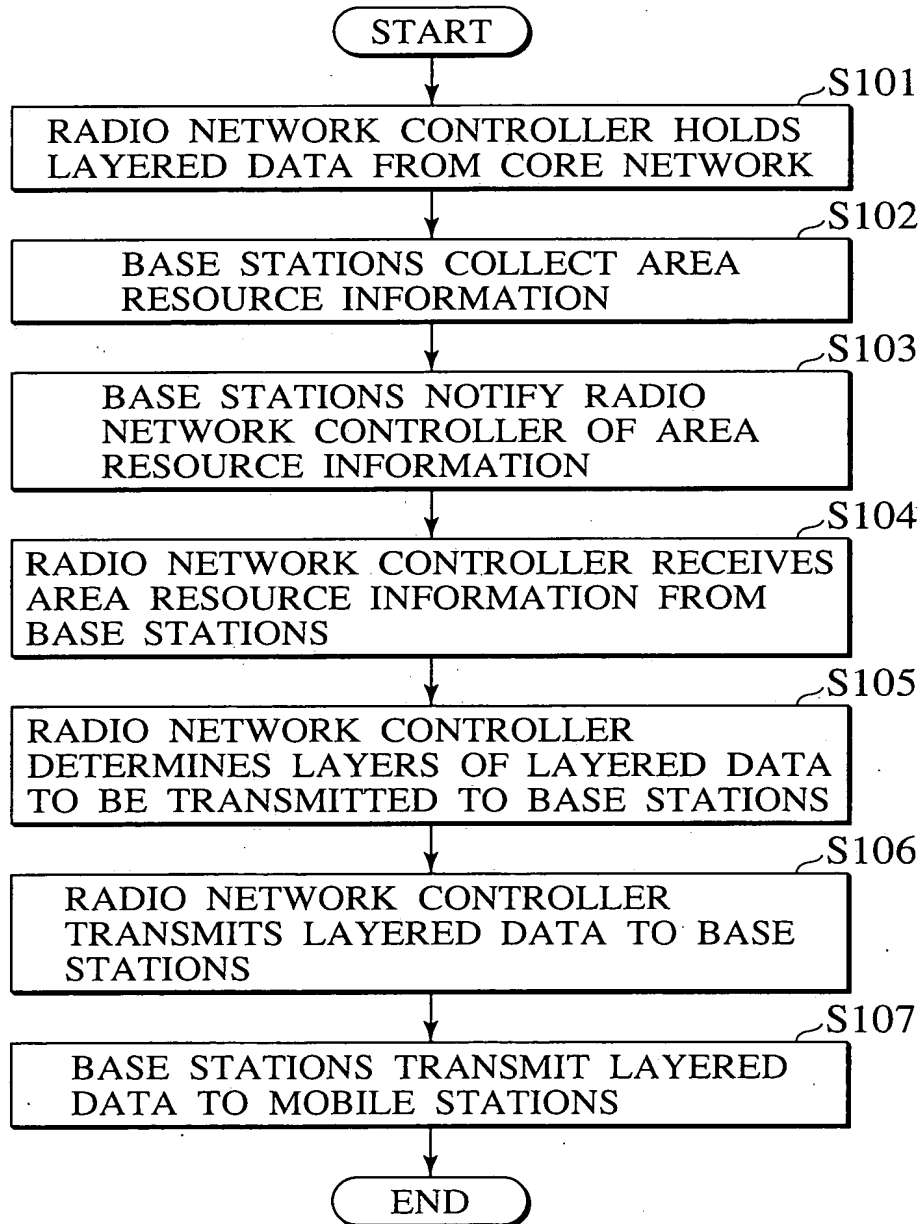 START
S101
RADIO NETWORK CONTROLLER HOLDS
LAYERED DATA FROM CORE NETWORK
S102
BASE STATIONS COLLECT AREA
RESOURCE INFORMATION
S103
BASE STATIONS NOTIFY RADIO
NETWORK CONTROLLER OF AREA
RESOURCE INFORMATION
S104
RADIO NETWORK CONTROLLER RECEIVES
AREA RESOURCE INFORMATION FROM
BASE STATIONS
S105
RADIO NETWORK CONTROLLER
DETERMINES LAYERS OF LAYERED DATA
TO BE TRANSMITTED TO BASE STATIONS
S106
RADIO NETWORK CONTROLLER
TRANSMITS LAYERED DATA TO BASE
STATIONS
S107
BASE STATIONS TRANSMIT LAYERED
DATA TO MOBILE STATIONS
END